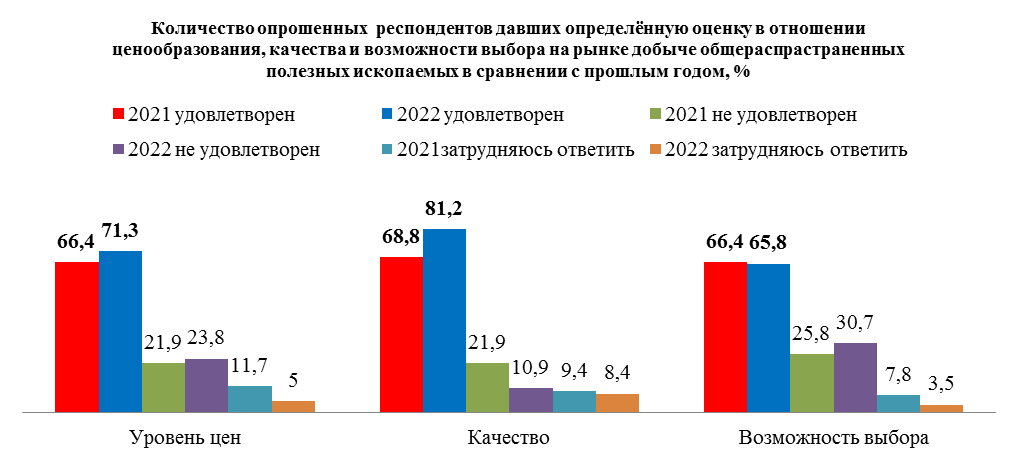 Количество опрошенных респондентов давших определённую оценку в отношении
ценообразования, качества и возможности выбора на рынке добыче общераспрастраненных
полезных ископаемых в сравнении с прошлым годом, %
2021 удовлетворен 2022 удовлетворен 2021 не удовлетворен
2022 не удовлетворен 2021затрудняюсь ответить 2022 затрудняюсь ответить
66,4 71,3 21,9 23,8 11,7 5
68,8 81,2 21,9 10,9 9,4 8,4
66,4 65,8 25,8 30,7 7,8 3,5
Уровень цен Качество Возможность выбора